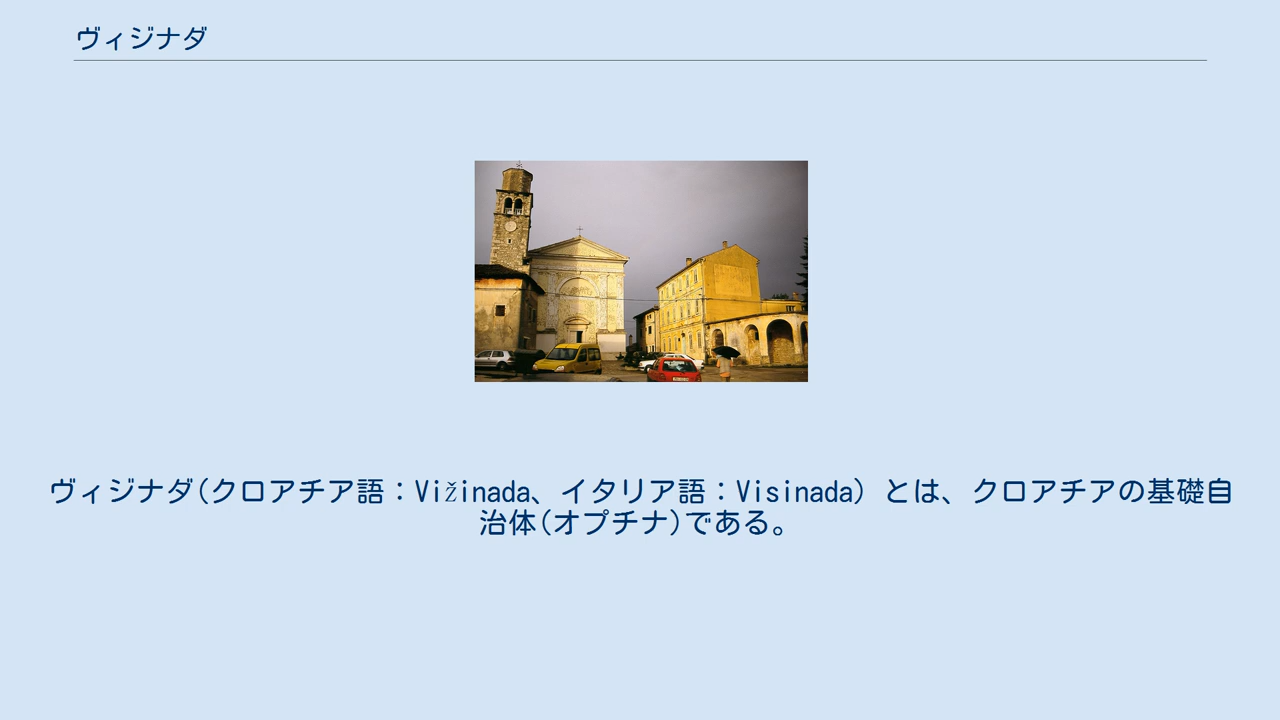 ヴィジナダ
ヴィジナダ(クロアチア語：Vižinada、イタリア語：Visinada) とは、クロアチアの基礎自
治体(オプチナ)である。